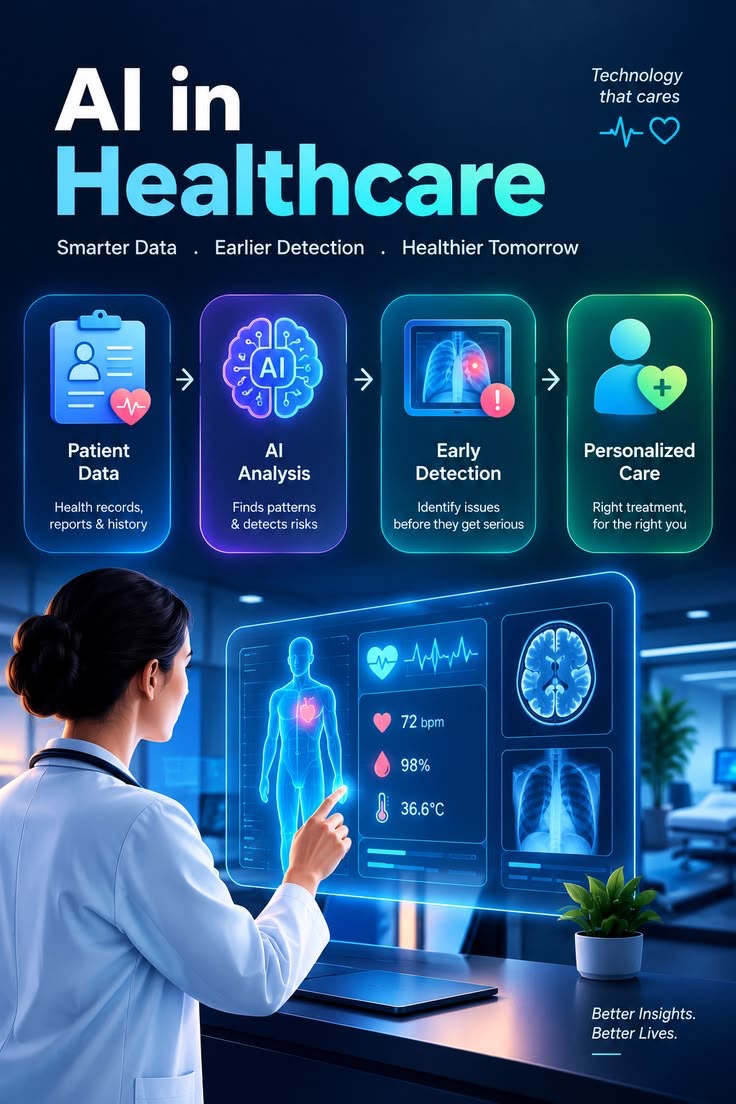 AI in
Healthcare
Technology
that cares
Smarter Data . Earlier Detection . Healthier Tomorrow
Patient
Data
Health records,
reports & history
AI
AI
Analysis
Finds patterns
& detects risks
!
Early
Detection
Identify issues
before they get serious
Personalized
Care
Right treatment,
for the right you
72 bpm
98%
36.6°C
Better Insights.
Better Lives.